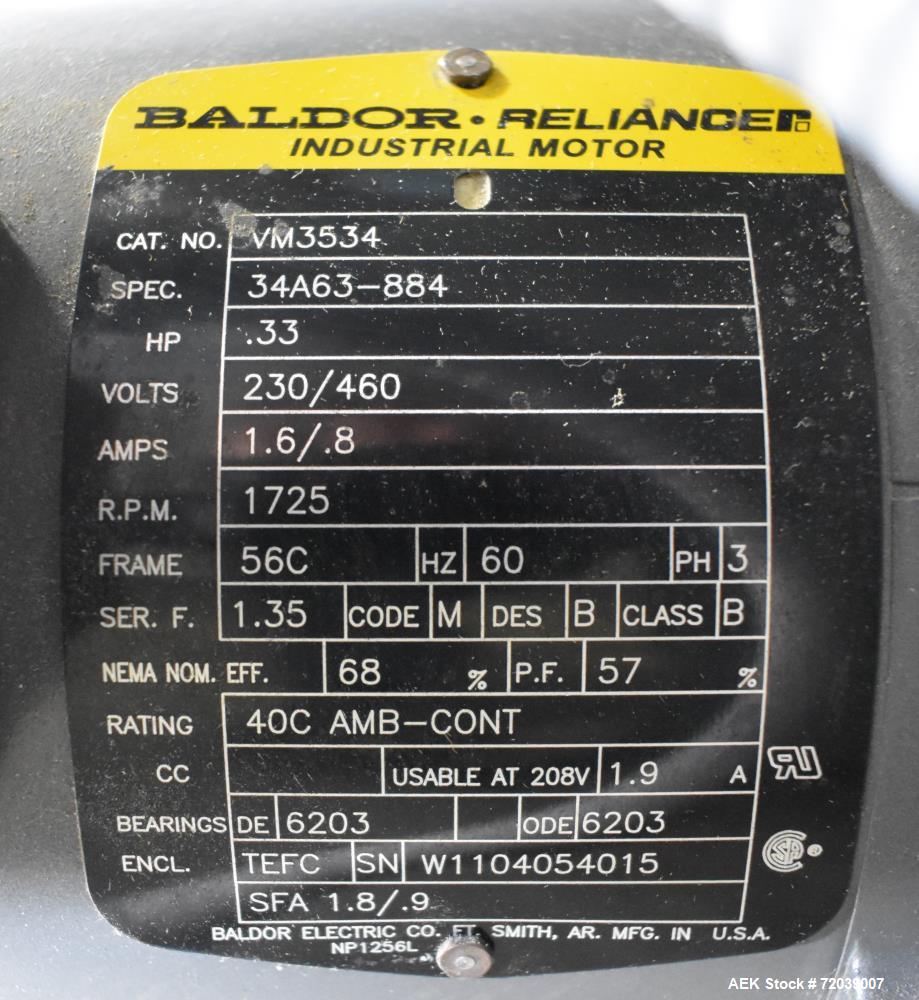 BALDOR • RELIANCER
INDUSTRIAL MOTOR
CAT. NO. VM3534
SPEC. 34A63-884
HP .33
VOLTS 230/460
AMPS 1.6/.8
R.P.M. 1725
FRAME 56C HZ 60 PH 3
SER. F. 1.35 CODE M DES B CLASS B
NEMA NOM. EFF. 68 % P.F. 57 %
RATING 40C AMB-CONT
CC USABLE AT 208V 1.9 A
BEARINGS DE 6203 ODE 6203
ENCL. TEFC SN W1104054015
SFA 1.8/.9
BALDOR ELECTRIC CO. FT. SMITH, AR. MFG. IN U.S.A.
NP1256L
AEK Stock # 72039007